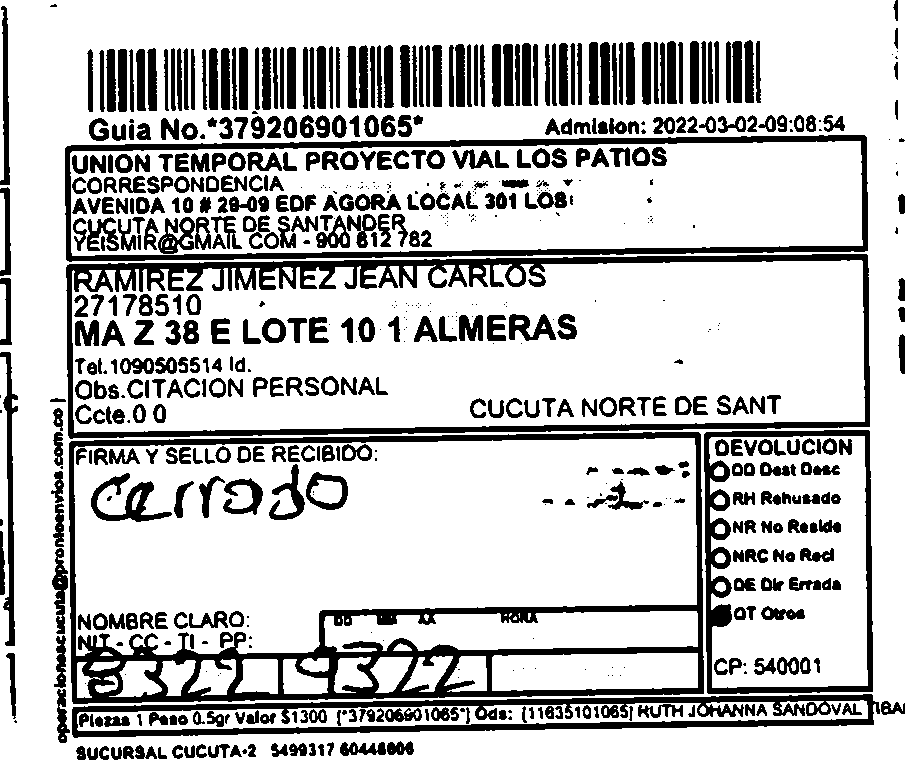 Guia No.*379206901065*
Admision: 2022-03-02-09:08:54
UNION TEMPORAL PROYECTO VIAL LOS PATIOS
CORRESPONDENCIA
AVENIDA 10 # 28-09 EDF AGORA LOCAL 301 LOS
CUCUTA NORTE DE SANTANDER
YEISMIR@GMAIL COM - 900 612 782
RAMIREZ JIMENEZ JEAN CARLOS
27178510
MA Z 38 E LOTE 10 1 ALMERAS
Tel.1090505514 Id.
Obs.CITACION PERSONAL
Ccte.0 0
CUCUTA NORTE DE SANT
operacionescucuta@prontoenvios.com.co
FIRMA Y SELLO DE RECIBIDO:
Cerrado
NOMBRE CLARO:
NIT - CC - TI - PP:
DD MM AA HORA
8322 9322
DEVOLUCION
DD Dest Desc
RH Rehusado
NR No Reside
NRC No Recl
DE Dir Errada
OT Otros
CP: 540001
Piezas 1 Peso 0.5gr Valor $1300 [*379206901065*] Ods: [11635101065] RUTH JOHANNA SANDOVAL TIBA
SUCURSAL CUCUTA-2 5499317 60446606